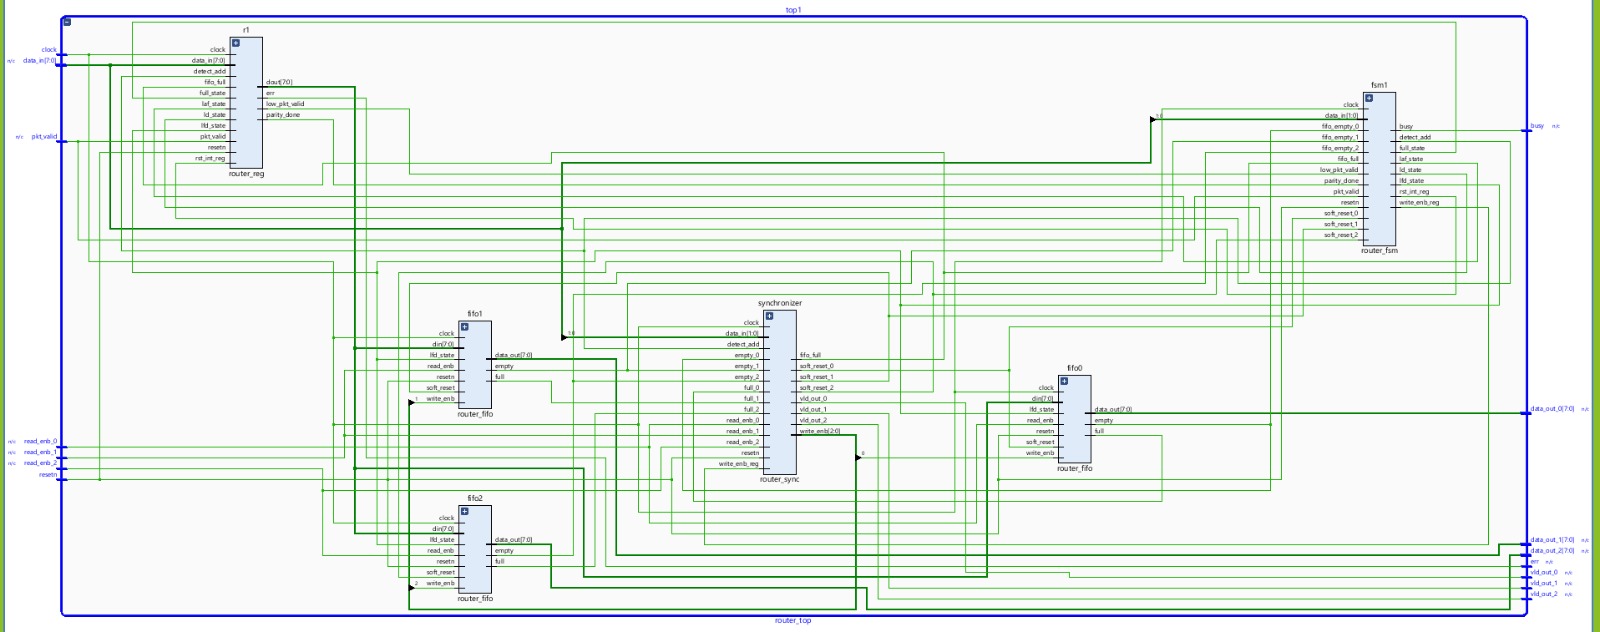 top1
clock
data_in[7:0]
n/c
pkt_valid
n/c
read_enb_0
n/c
read_enb_1
n/c
read_enb_2
n/c
resetn
r1
clock
data_in[7:0]
detect_add
fifo_full
full_state
laf_state
ld_state
lfd_state
pkt_valid
resetn
rst_int_reg
dout[7:0]
err
low_pkt_valid
parity_done
router_reg
fsm1
clock
1:0
data_in[1:0]
fifo_empty_0
fifo_empty_1
fifo_empty_2
fifo_full
low_pkt_valid
parity_done
pkt_valid
resetn
soft_reset_0
soft_reset_1
soft_reset_2
busy
detect_add
full_state
laf_state
ld_state
lfd_state
rst_int_reg
write_enb_reg
router_fsm
fifo1
clock
din[7:0]
lfd_state
read_enb
resetn
soft_reset
1
write_enb
data_out[7:0]
empty
full
router_fifo
synchronizer
clock
1:0
data_in[1:0]
detect_add
empty_0
empty_1
empty_2
full_0
full_1
full_2
read_enb_0
read_enb_1
read_enb_2
resetn
write_enb_reg
fifo_full
soft_reset_0
soft_reset_1
soft_reset_2
vld_out_0
vld_out_1
vld_out_2
write_enb[2:0]
router_sync
fifo0
clock
din[7:0]
lfd_state
read_enb
resetn
soft_reset
0
write_enb
data_out[7:0]
empty
full
router_fifo
fifo2
clock
din[7:0]
lfd_state
read_enb
resetn
soft_reset
2
write_enb
data_out[7:0]
empty
full
router_fifo
busy n/c
data_out_0[7:0] n/c
data_out_1[7:0] n/c
data_out_2[7:0] n/c
err n/c
vld_out_0 n/c
vld_out_1 n/c
vld_out_2 n/c
router_top